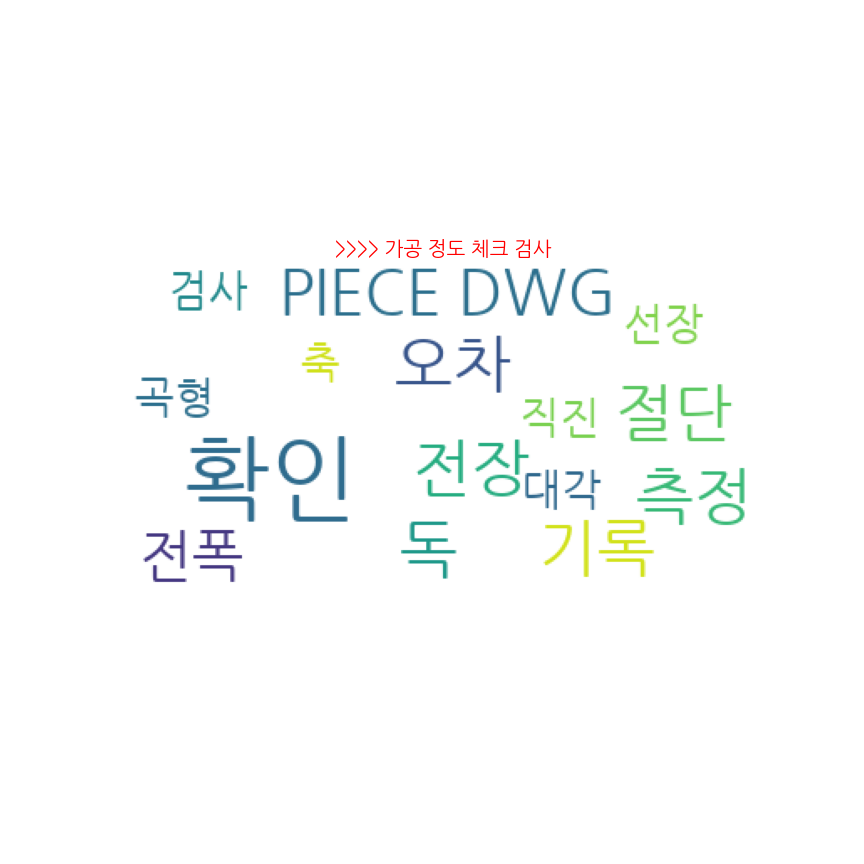 >>>> 가공 정도 체크 검사
검사 PIECE DWG
선장
축 오차
곡형 직진 절단
확인 전장 대각 측정
전폭 독 기록